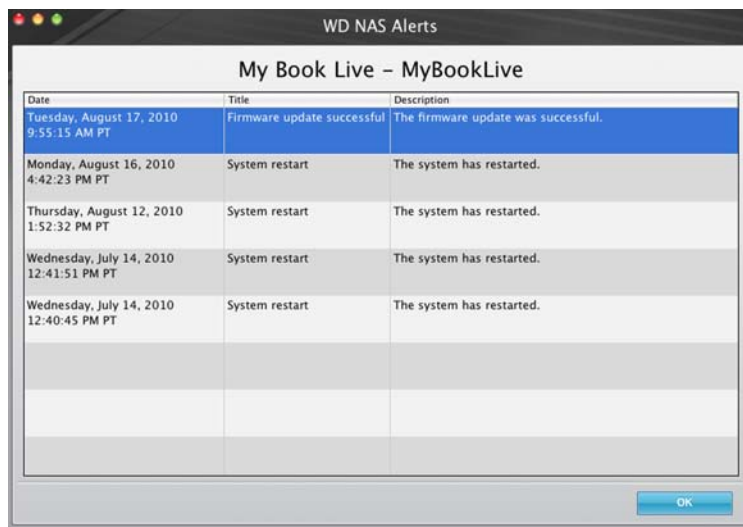 WD NAS Alerts
My Book Live – MyBookLive
Date Title Description
Tuesday, August 17, 2010 Firmware update successful The firmware update was successful.
9:55:15 AM PT
Monday, August 16, 2010 System restart The system has restarted.
4:42:23 PM PT
Thursday, August 12, 2010 System restart The system has restarted.
1:52:32 PM PT
Wednesday, July 14, 2010 System restart The system has restarted.
12:41:51 PM PT
Wednesday, July 14, 2010 System restart The system has restarted.
12:40:45 PM PT
OK